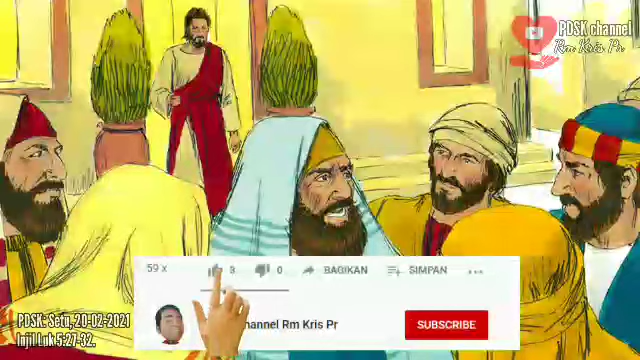 PDSK channel
Rm Kris Pr
59 x
3
0
BAGIKAN
SIMPAN
hannel Rm Kris Pr
SUBSCRIBE
PDSK: Setu, 20-02-2021
Injil Luk 5:27-32.